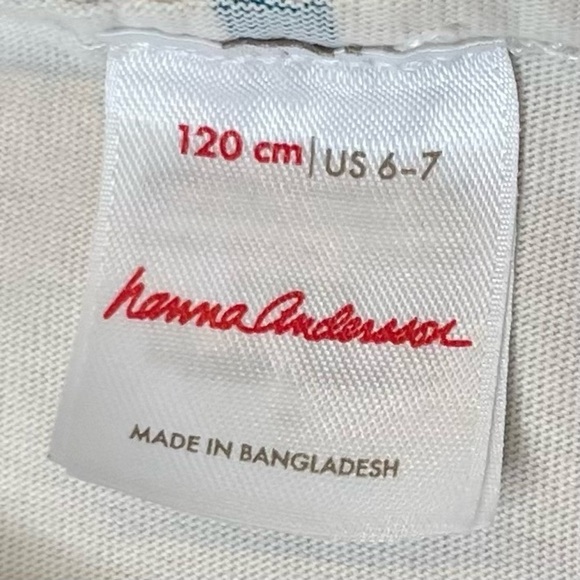 120 cm | US 6-7
hanna Andersson
MADE IN BANGLADESH